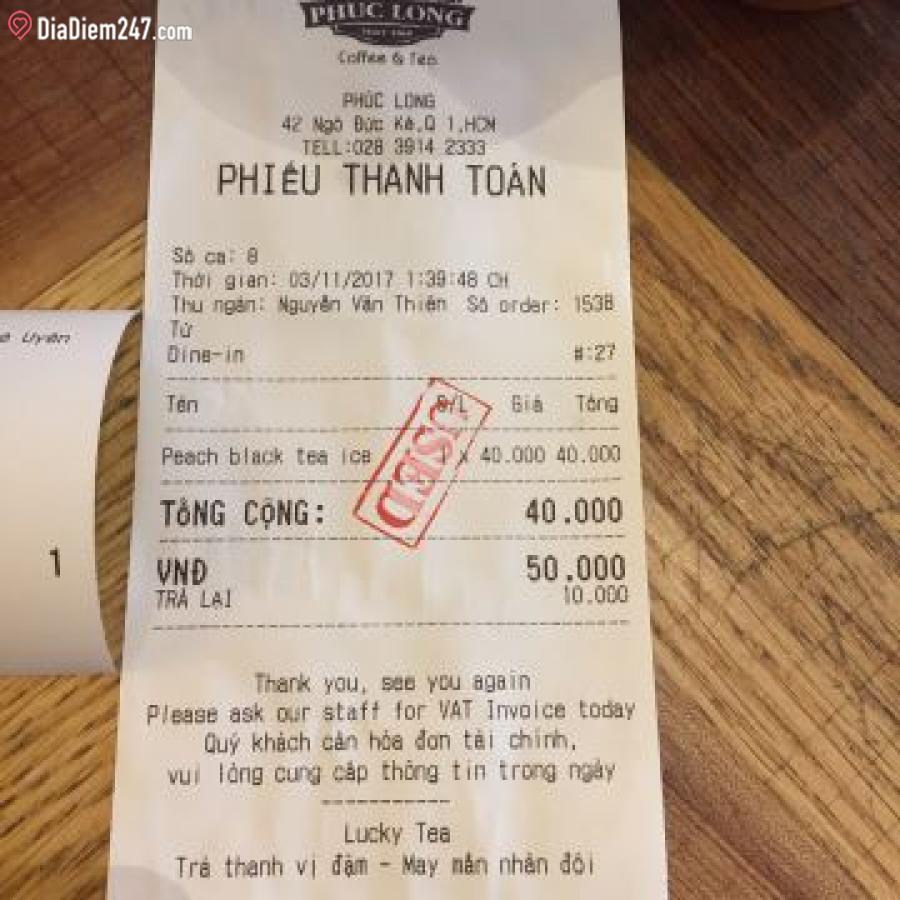 DiaDiem247.com
PHUC LONG
Coffee & Tea
PHÚC LONG
42 Ngô Đức Kế,Q 1,HCM
TELL:028 3914 2333
PHIẾU THANH TOÁN
Số ca: 8
Thời gian: 03/11/2017 1:39:48 CH
Thu ngân: Nguyễn Văn Thiên Số order: 1538
Từ
Dine-in #:27
Tên S/L Giá Tổng
Peach black tea ice 1 x 40.000 40.000
USED
TỔNG CỘNG: 40.000
VNĐ 50.000
TRẢ LẠI 10.000
Thank you, see you again
Please ask our staff for VAT Invoice today
Quý khách cần hóa đơn tài chính,
vui lòng cung cấp thông tin trong ngày
Lucky Tea
Trà thanh vị đậm - May mắn nhân đôi
Uyên
1